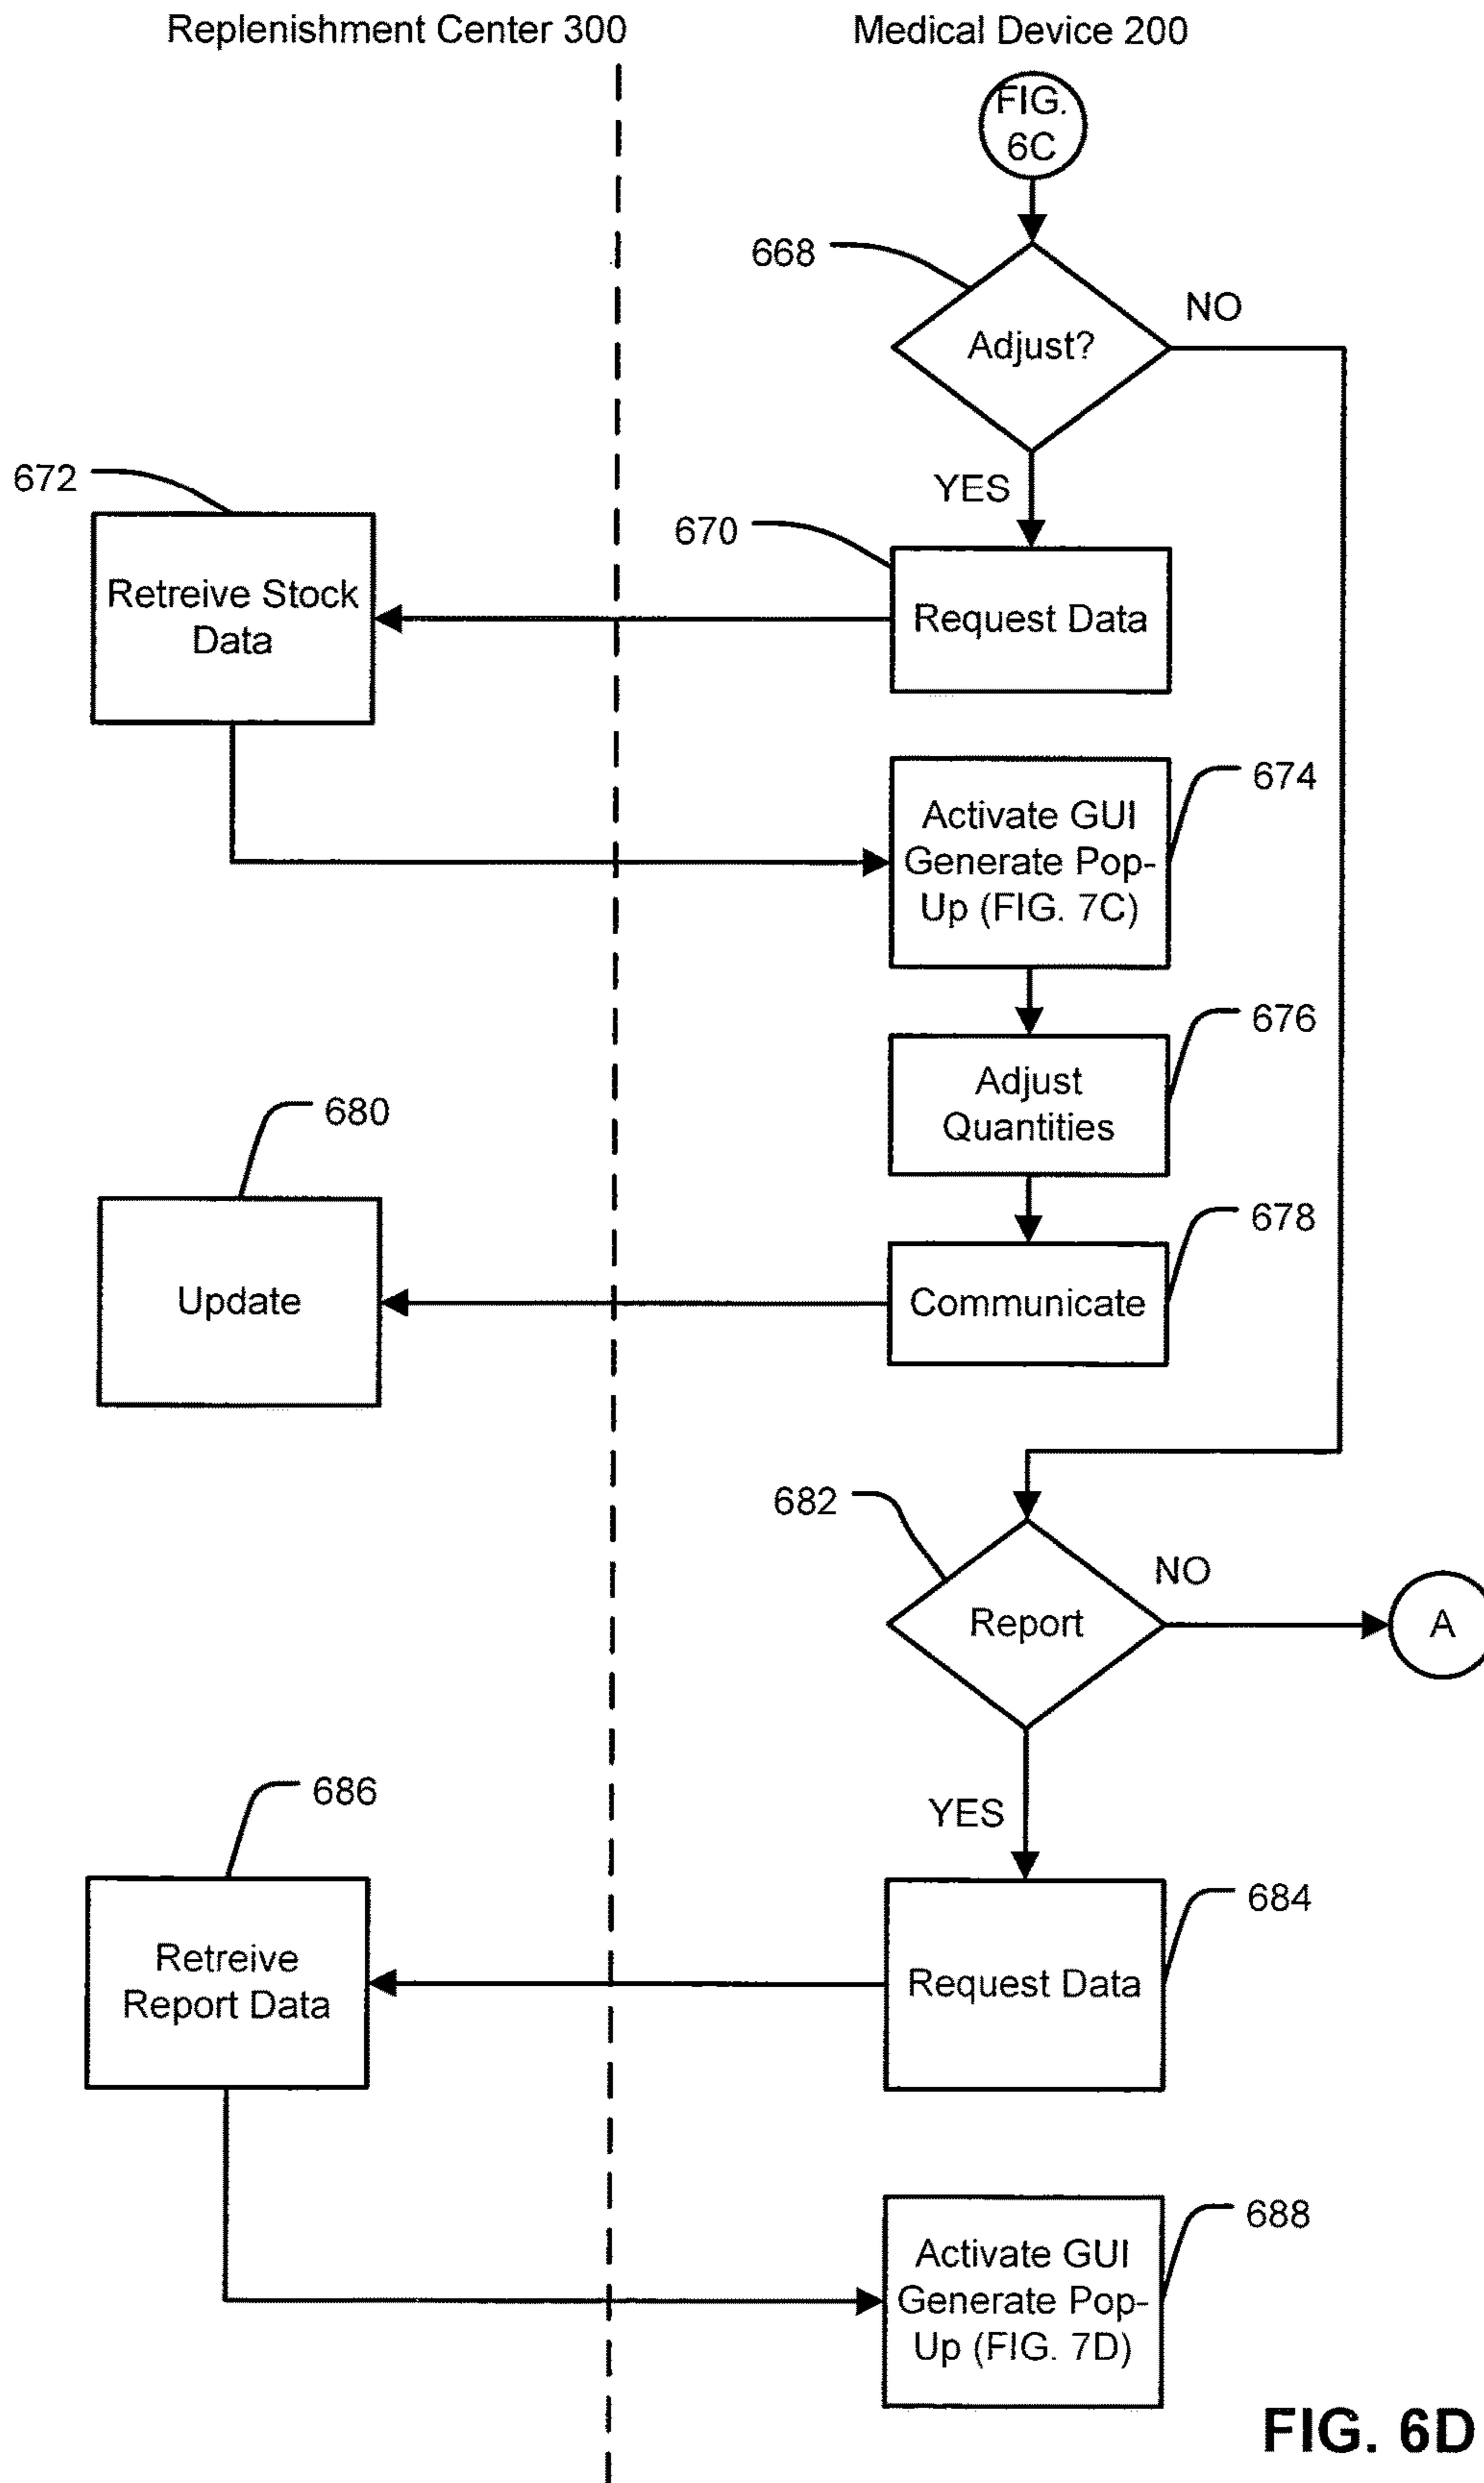 Replenishment Center 300
Medical Device 200
FIG.
6C
668
Adjust?
NO
YES
672
Retreive Stock
Data
670
Request Data
674
Activate GUI
Generate Pop-
Up (FIG. 7C)
676
Adjust
Quantities
680
Update
678
Communicate
682
Report
NO
A
YES
686
Retreive
Report Data
684
Request Data
688
Activate GUI
Generate Pop-
Up (FIG. 7D)
FIG. 6D